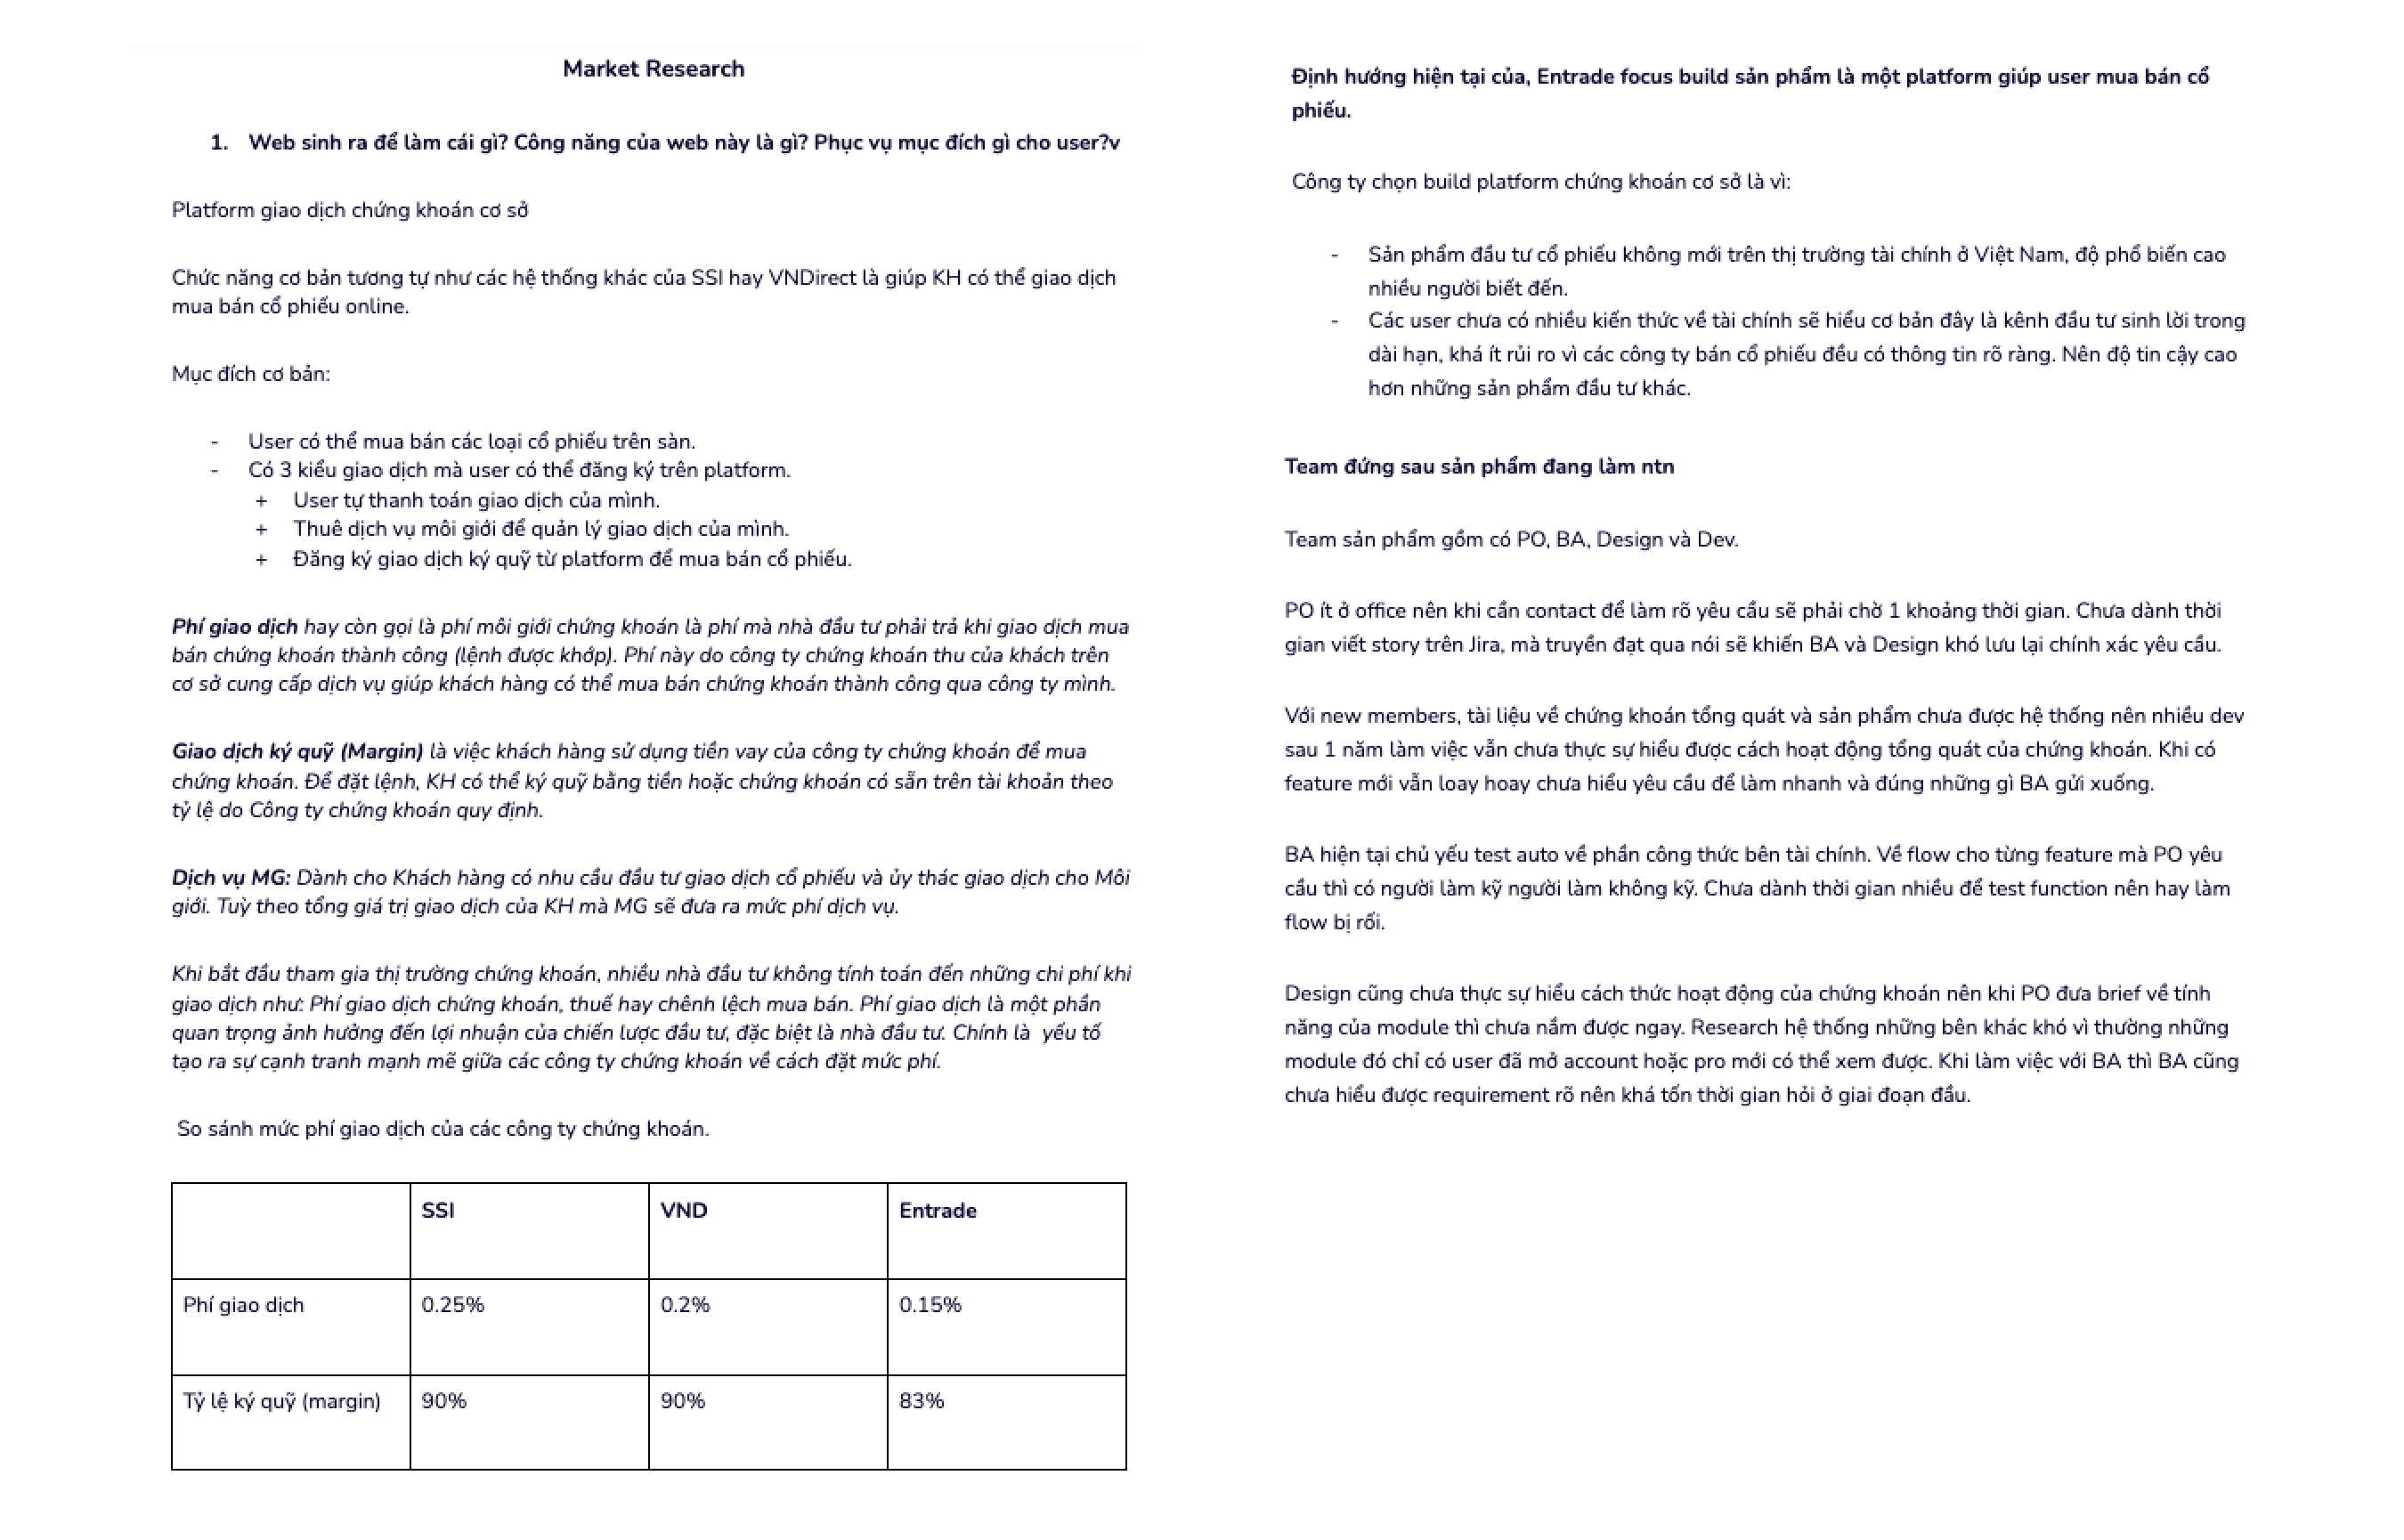 Market Research
1. Web sinh ra để làm cái gì? Công năng của web này là gì? Phục vụ mục đích gì cho user?v
Platform giao dịch chứng khoán cơ sở
Chức năng cơ bản tương tự như các hệ thống khác của SSI hay VNDirect là giúp KH có thể giao dịch
mua bán cổ phiếu online.
Mục đích cơ bản:
- User có thể mua bán các loại cổ phiếu trên sàn.
- Có 3 kiểu giao dịch mà user có thể đăng ký trên platform.
+ User tự thanh toán giao dịch của mình.
+ Thuê dịch vụ môi giới để quản lý giao dịch của mình.
+ Đăng ký giao dịch ký quỹ từ platform để mua bán cổ phiếu.
Phí giao dịch hay còn gọi là phí môi giới chứng khoán là phí mà nhà đầu tư phải trả khi giao dịch mua
bán chứng khoán thành công (lệnh được khớp). Phí này do công ty chứng khoán thu của khách trên
cơ sở cung cấp dịch vụ giúp khách hàng có thể mua bán chứng khoán thành công qua công ty mình.
Giao dịch ký quỹ (Margin) là việc khách hàng sử dụng tiền vay của công ty chứng khoán để mua
chứng khoán. Để đặt lệnh, KH có thể ký quỹ bằng tiền hoặc chứng khoán có sẵn trên tài khoản theo
tỷ lệ do Công ty chứng khoán quy định.
Dịch vụ MG: Dành cho Khách hàng có nhu cầu đầu tư giao dịch cổ phiếu và ủy thác giao dịch cho Môi
giới. Tuỳ theo tổng giá trị giao dịch của KH mà MG sẽ đưa ra mức phí dịch vụ.
Khi bắt đầu tham gia thị trường chứng khoán, nhiều nhà đầu tư không tính toán đến những chi phí khi
giao dịch như: Phí giao dịch chứng khoán, thuế hay chênh lệch mua bán. Phí giao dịch là một phần
quan trọng ảnh hưởng đến lợi nhuận của chiến lược đầu tư, đặc biệt là nhà đầu tư. Chính là yếu tố
tạo ra sự cạnh tranh mạnh mẽ giữa các công ty chứng khoán về cách đặt mức phí.
So sánh mức phí giao dịch của các công ty chứng khoán.
SSI VND Entrade
Phí giao dịch 0.25% 0.2% 0.15%
Tỷ lệ ký quỹ (margin) 90% 90% 83%
Định hướng hiện tại của, Entrade focus build sản phẩm là một platform giúp user mua bán cổ
phiếu.
Công ty chọn build platform chứng khoán cơ sở là vì:
- Sản phẩm đầu tư cổ phiếu không mới trên thị trường tài chính ở Việt Nam, độ phổ biến cao
nhiều người biết đến.
- Các user chưa có nhiều kiến thức về tài chính sẽ hiểu cơ bản đây là kênh đầu tư sinh lời trong
dài hạn, khá ít rủi ro vì các công ty bán cổ phiếu đều có thông tin rõ ràng. Nên độ tin cậy cao
hơn những sản phẩm đầu tư khác.
Team đứng sau sản phẩm đang làm ntn
Team sản phẩm gồm có PO, BA, Design và Dev.
PO ít ở office nên khi cần contact để làm rõ yêu cầu sẽ phải chờ 1 khoảng thời gian. Chưa dành thời
gian viết story trên Jira, mà truyền đạt qua nói sẽ khiến BA và Design khó lưu lại chính xác yêu cầu.
Với new members, tài liệu về chứng khoán tổng quát và sản phẩm chưa được hệ thống nên nhiều dev
sau 1 năm làm việc vẫn chưa thực sự hiểu được cách hoạt động tổng quát của chứng khoán. Khi có
feature mới vẫn loay hoay chưa hiểu yêu cầu để làm nhanh và đúng những gì BA gửi xuống.
BA hiện tại chủ yếu test auto về phần công thức bên tài chính. Về flow cho từng feature mà PO yêu
cầu thì có người làm kỹ người làm không kỹ. Chưa dành thời gian nhiều để test function nên hay làm
flow bị rối.
Design cũng chưa thực sự hiểu cách thức hoạt động của chứng khoán nên khi PO đưa brief về tính
năng của module thì chưa nắm được ngay. Research hệ thống những bên khác khó vì thường những
module đó chỉ có user đã mở account hoặc pro mới có thể xem được. Khi làm việc với BA thì BA cũng
chưa hiểu được requirement rõ nên khá tốn thời gian hỏi ở giai đoạn đầu.